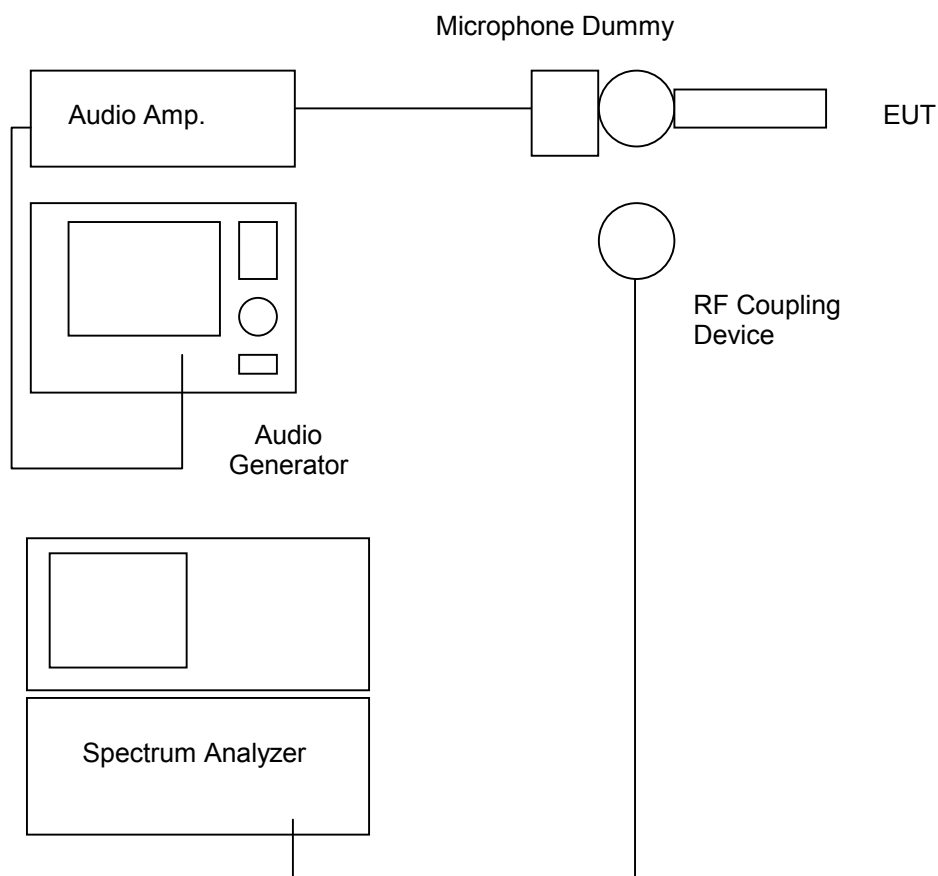 Microphone Dummy
Audio Amp.
EUT
RF Coupling
Device
Audio
Generator
Spectrum Analyzer